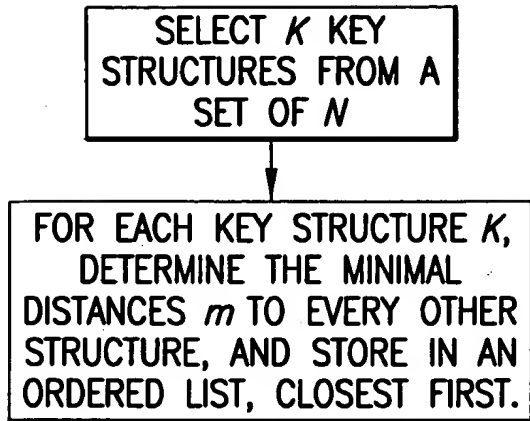 SELECT K KEY
STRUCTURES FROM A
SET OF N
FOR EACH KEY STRUCTURE K,
DETERMINE THE MINIMAL
DISTANCES m TO EVERY OTHER
STRUCTURE, AND STORE IN AN
ORDERED LIST, CLOSEST FIRST.